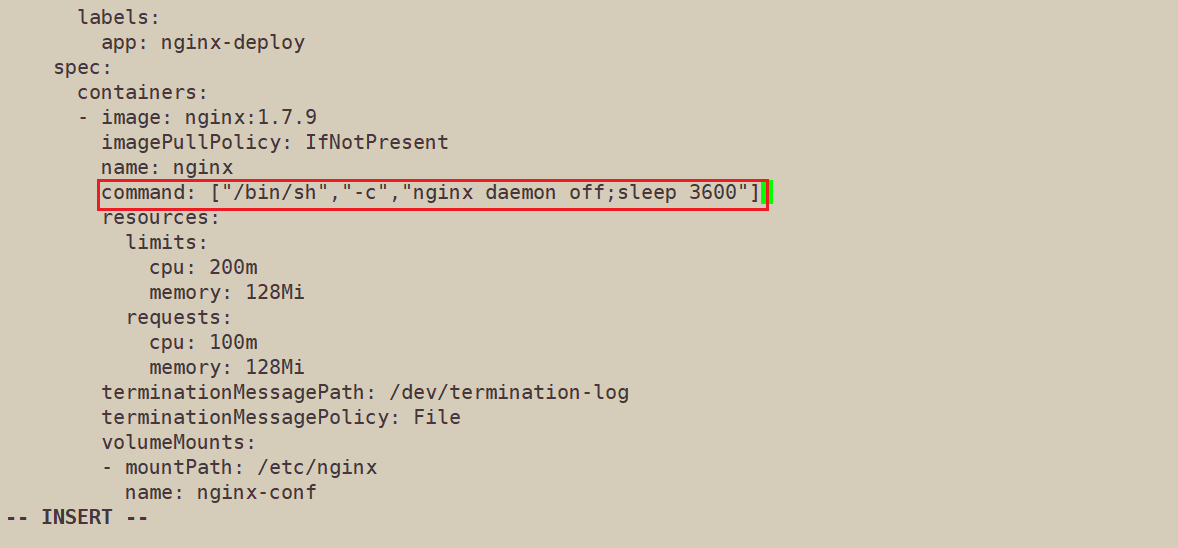 labels:
app: nginx-deploy
spec:
containers:
- image: nginx:1.7.9
imagePullPolicy: IfNotPresent
name: nginx
command: ["/bin/sh","-c","nginx daemon off;sleep 3600"]
resources:
limits:
cpu: 200m
memory: 128Mi
requests:
cpu: 100m
memory: 128Mi
terminationMessagePath: /dev/termination-log
terminationMessagePolicy: File
volumeMounts:
- mountPath: /etc/nginx
name: nginx-conf
-- INSERT --